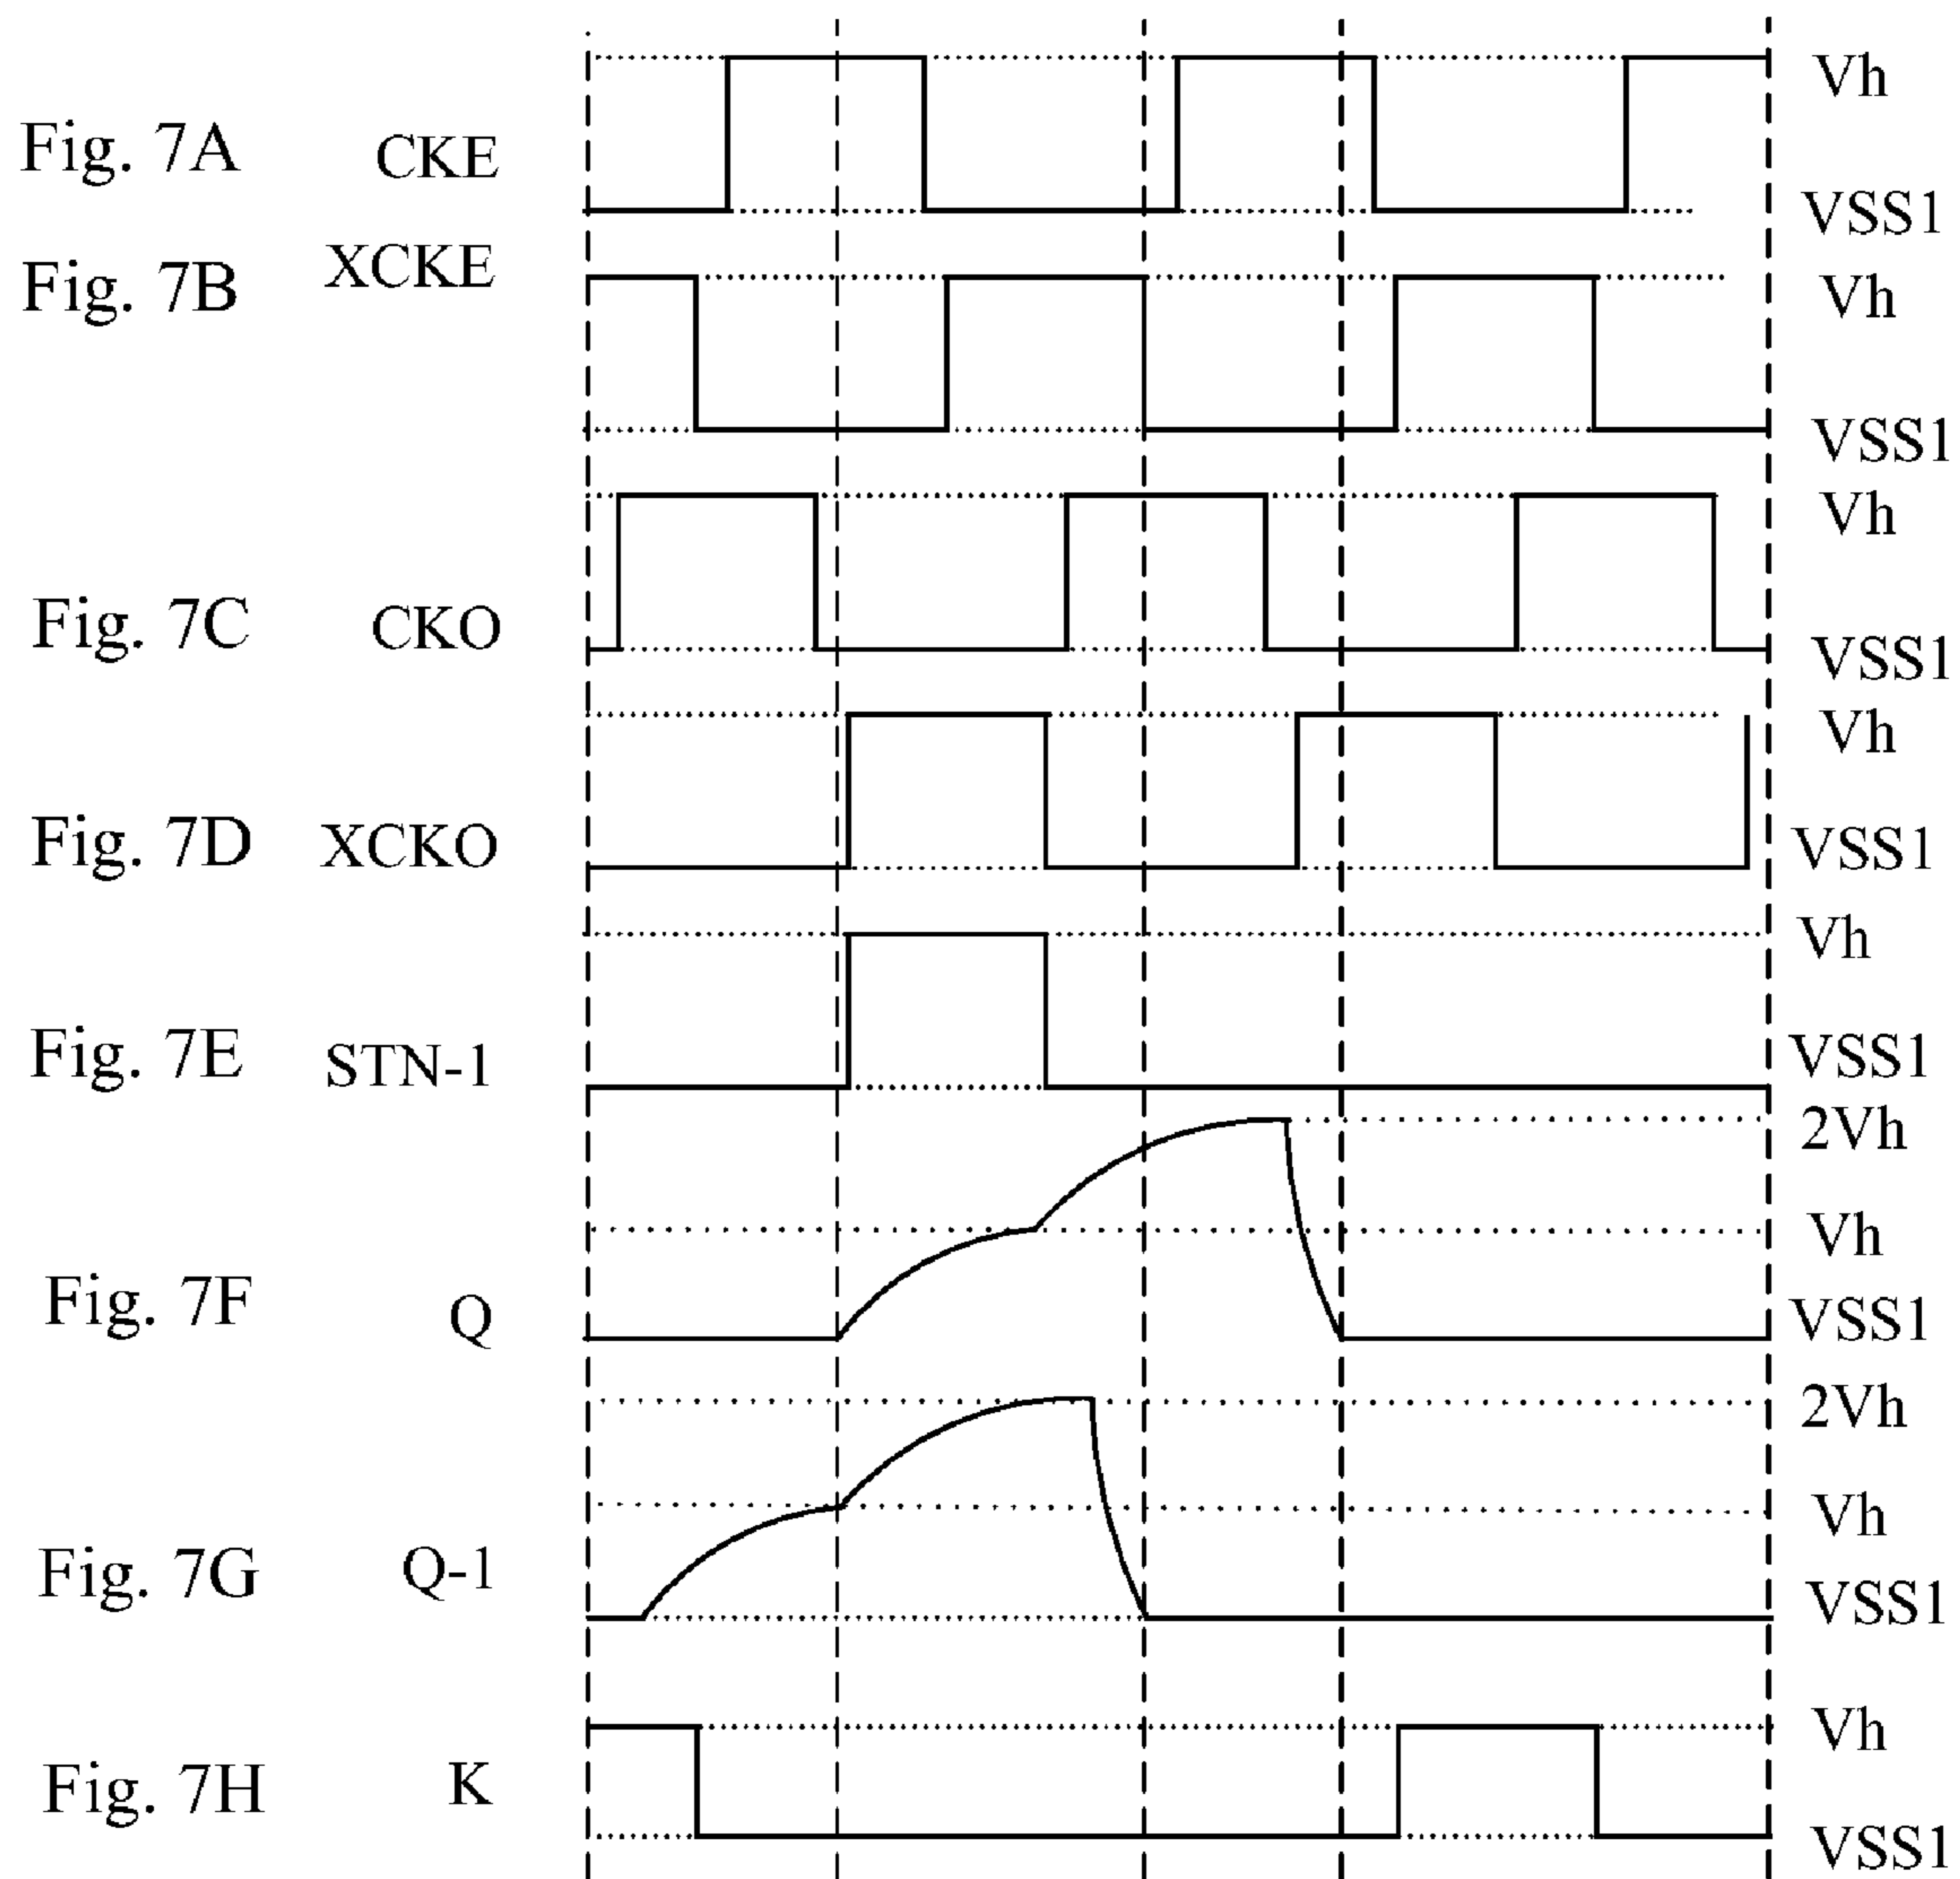 Vh
Fig. 7A CKE
VSS1
XCKE
Fig. 7B Vh
VSS1
Vh
Fig. 7C CKO
VSS1
Vh
Fig. 7D XCKO VSS1
Vh
Fig. 7E STN-1 VSS1
2Vh
Vh
Fig. 7F Q VSS1
2Vh
Vh
Fig. 7G Q-1 VSS1
Vh
Fig. 7H K
VSS1